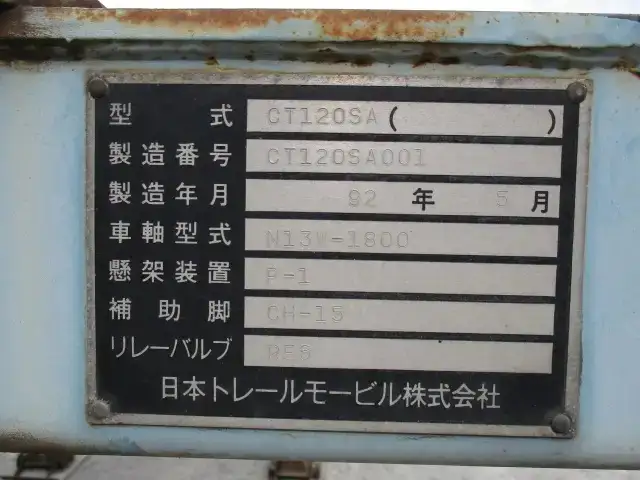 型式 CT120SA ( )
製造番号 CT120SA001
製造年月 92 年 5 月
車軸型式 M13W-1800
懸架装置 P-1
補助脚 CH-15
リレーバルブ
日本トレールモービル株式会社